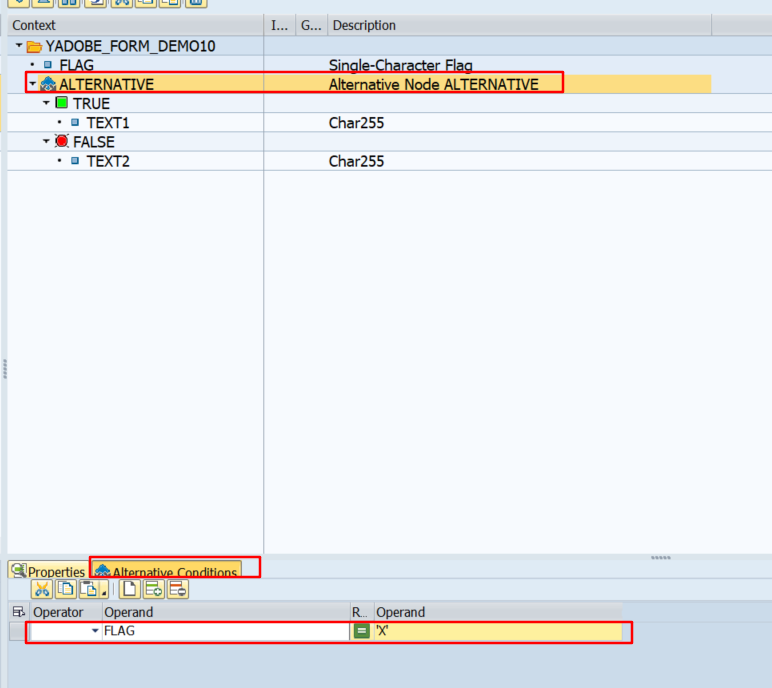 Context I... G... Description
YADOBE_FORM_DEMO10
FLAG Single-Character Flag
ALTERNATIVE Alternative Node ALTERNATIVE
TRUE
TEXT1 Char255
FALSE
TEXT2 Char255
Properties Alternative Conditions
Operator Operand R... Operand
FLAG = 'X'